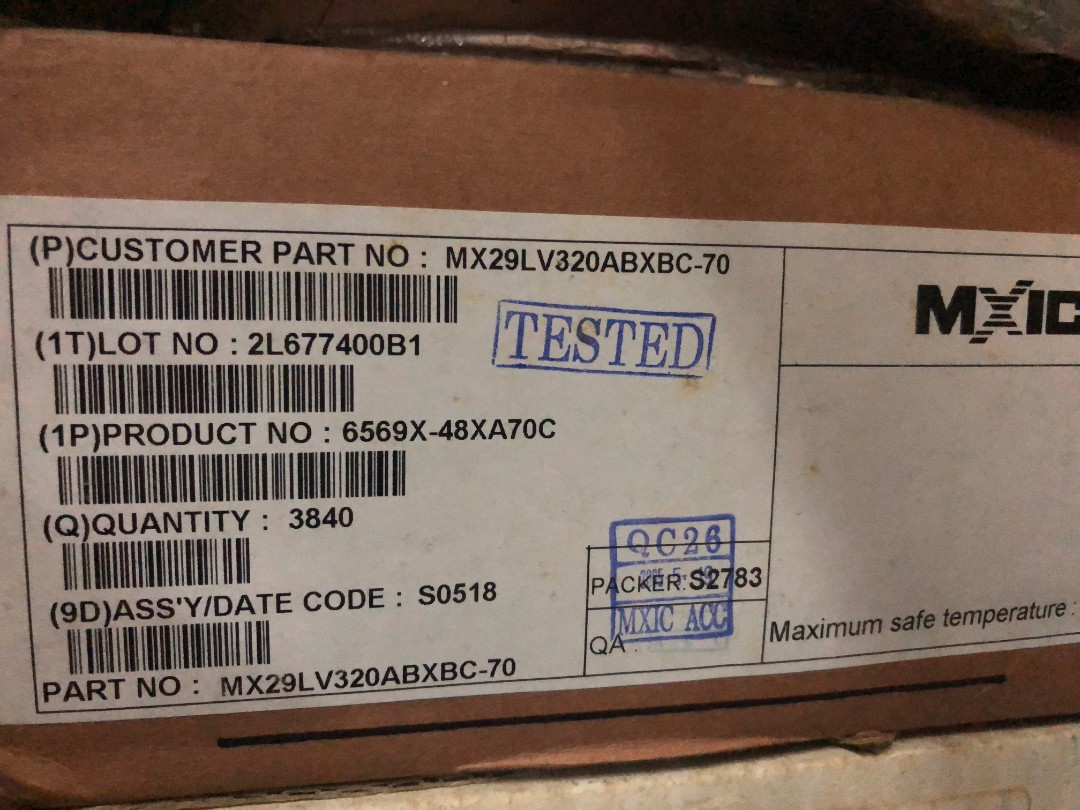 (P)CUSTOMER PART NO : MX29LV320ABXBC-70
MXIC
(1T)LOT NO : 2L677400B1
TESTED
(1P)PRODUCT NO : 6569X-48XA70C
(Q)QUANTITY : 3840
QC26
PACKER: S2783
(9D)ASS'Y/DATE CODE : S0518
MXIC ACC
QA :
Maximum safe temperature :
PART NO : MX29LV320ABXBC-70